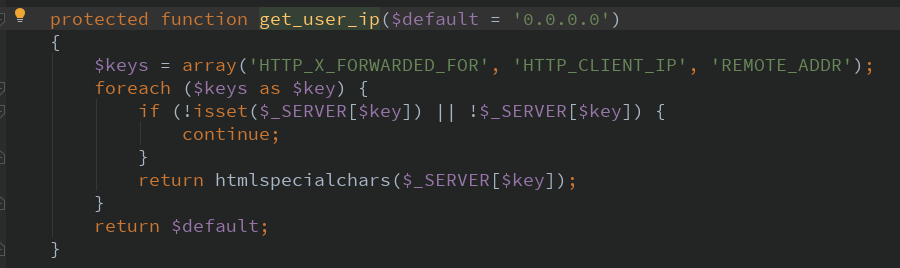 protected function get_user_ip($default = '0.0.0.0')
{
    $keys = array('HTTP_X_FORWARDED_FOR', 'HTTP_CLIENT_IP', 'REMOTE_ADDR');
    foreach ($keys as $key) {
        if (!isset($_SERVER[$key]) || !$_SERVER[$key]) {
            continue;
        }
        return htmlspecialchars($_SERVER[$key]);
    }
    return $default;
}